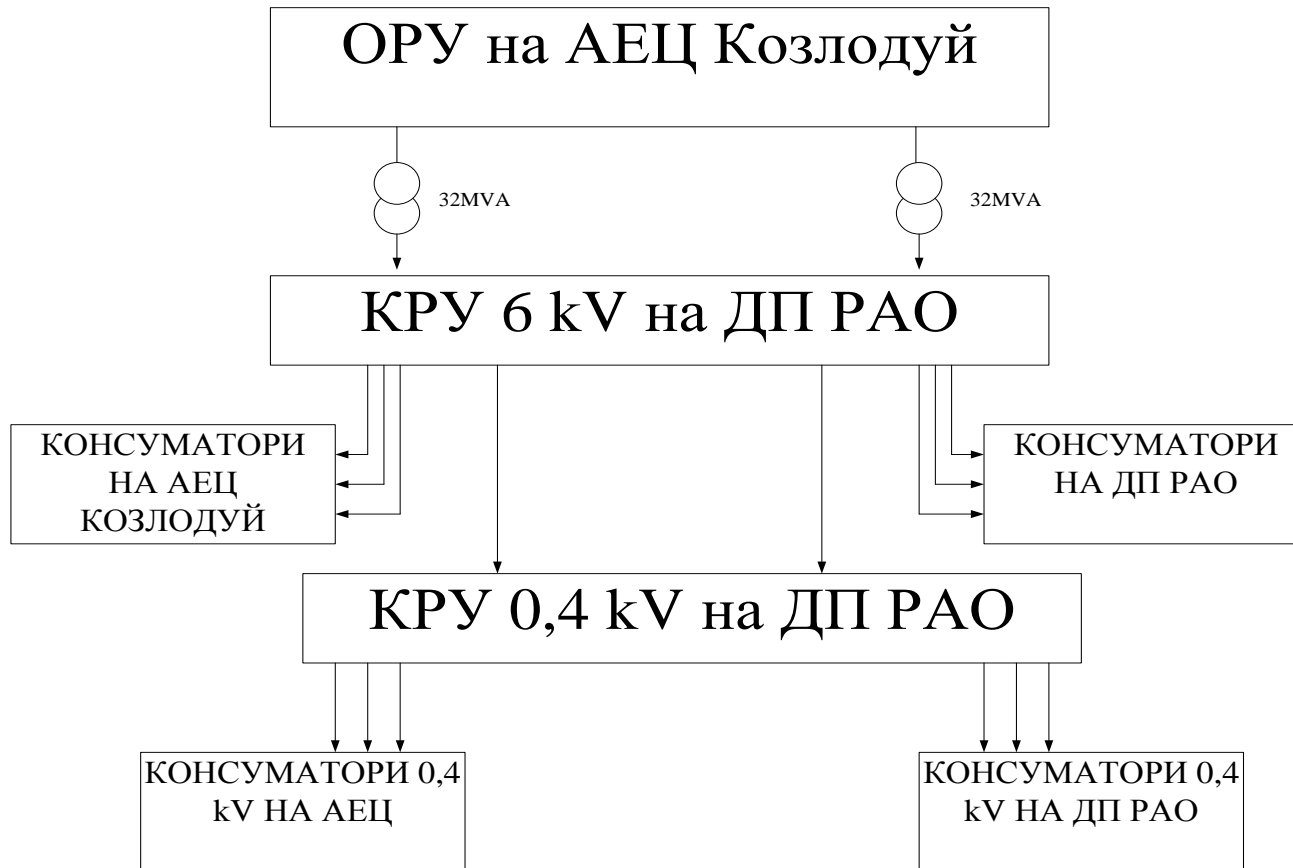 ОРУ на АЕЦ Козлодуй
32MVA
32MVA
КРУ 6 kV на ДП РАО
КОНСУМАТОРИ
НА АЕЦ
КОЗЛОДУЙ
КОНСУМАТОРИ
НА ДП РАО
КРУ 0,4 kV на ДП РАО
КОНСУМАТОРИ 0,4
kV НА АЕЦ
КОНСУМАТОРИ 0,4
kV НА ДП РАО